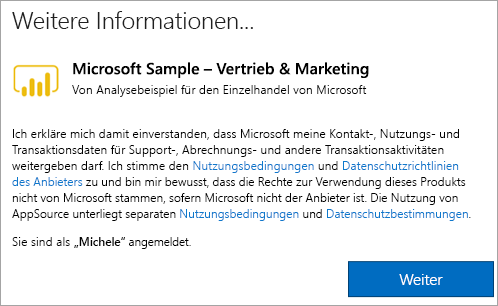 Weitere Informationen...
Microsoft Sample – Vertrieb & Marketing
Von Analysebeispiel für den Einzelhandel von Microsoft
Ich erkläre mich damit einverstanden, dass Microsoft meine Kontakt-, Nutzungs- und
Transaktionsdaten für Support-, Abrechnungs- und andere Transaktionsaktivitäten
weitergeben darf. Ich stimme den Nutzungsbedingungen und Datenschutzrichtlinien
des Anbieters zu und bin mir bewusst, dass die Rechte zur Verwendung dieses Produkts
nicht von Microsoft stammen, sofern Microsoft nicht der Anbieter ist. Die Nutzung von
AppSource unterliegt separaten Nutzungsbedingungen und Datenschutzbestimmungen.
Sie sind als „Michele“ angemeldet.
Weiter